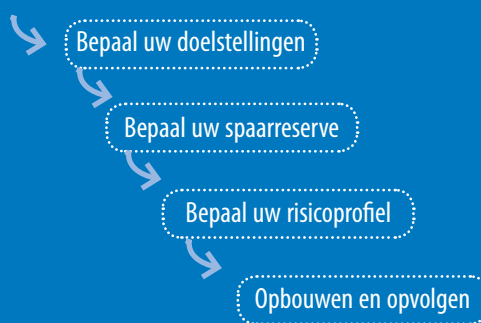 Bepaal uw doelstellingen
Bepaal uw spaarreserve
Bepaal uw risicoprofiel
Opbouwen en opvolgen